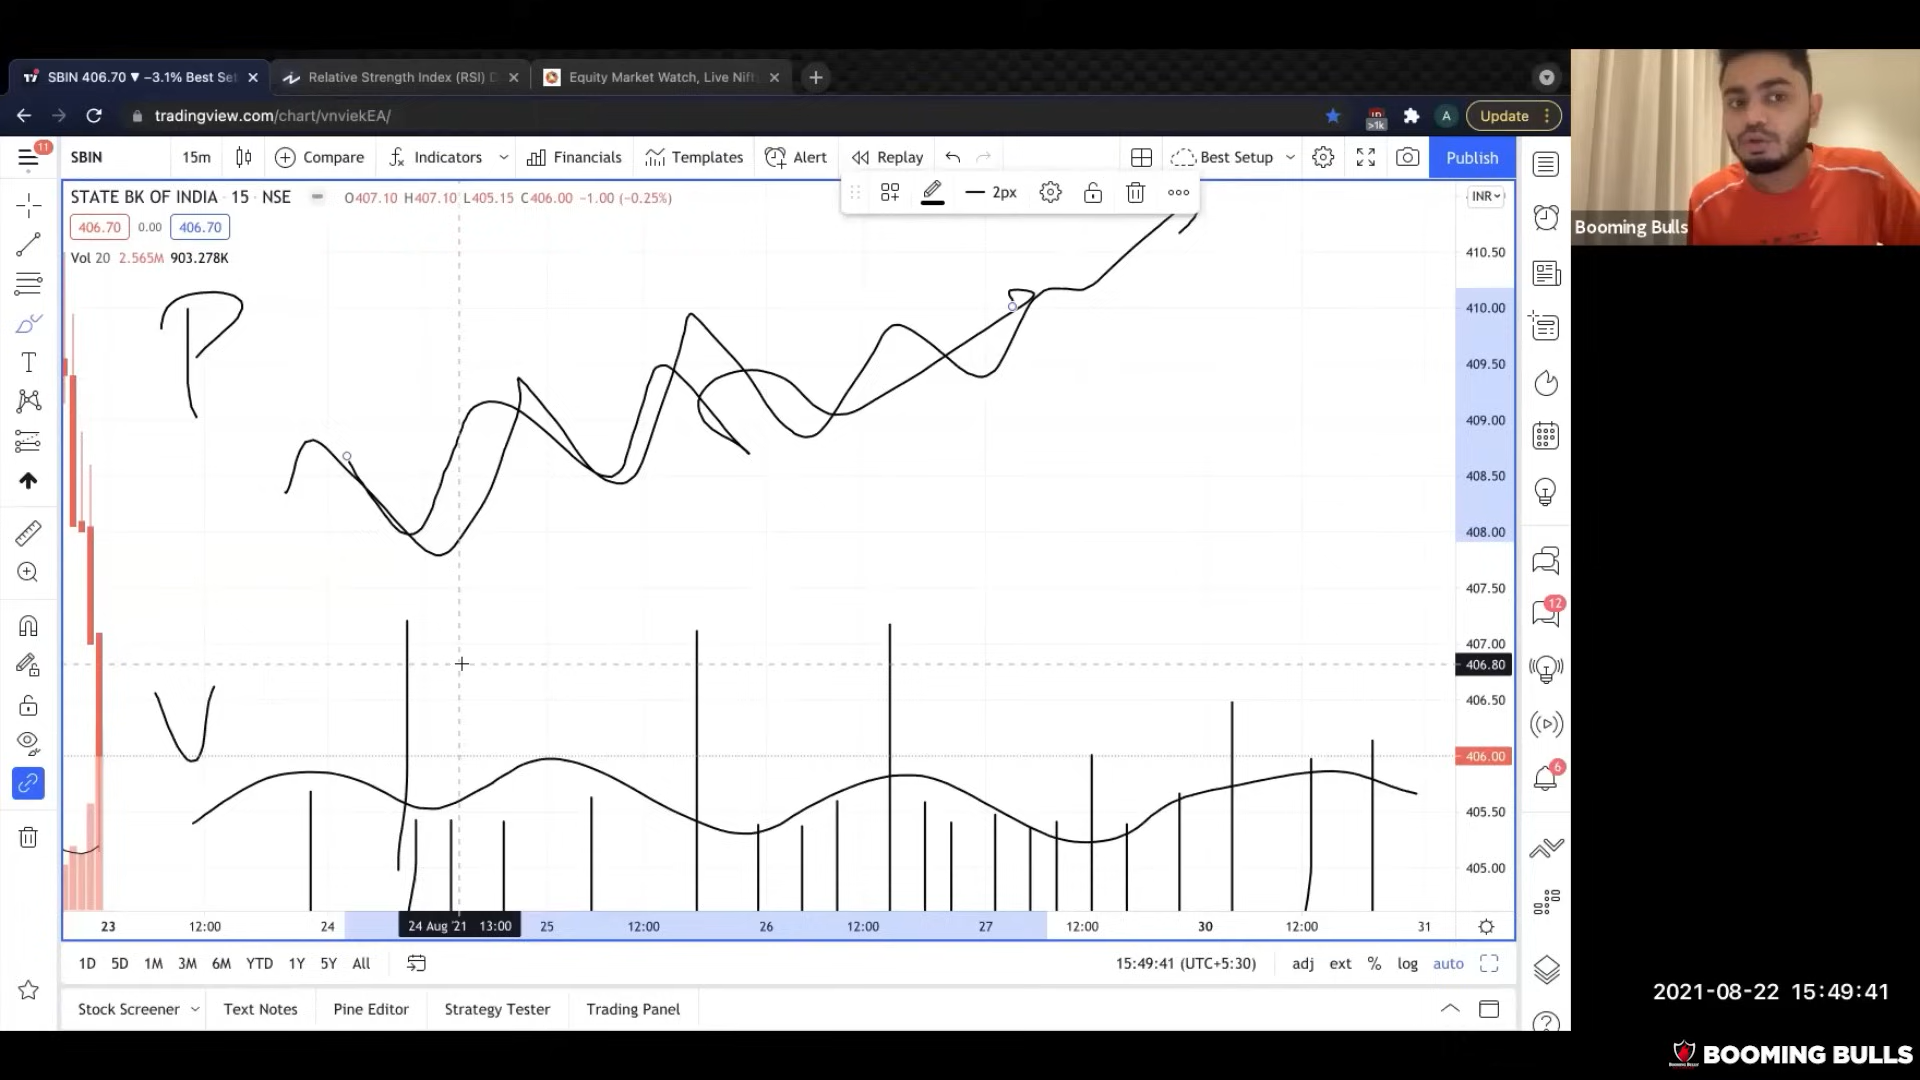 SBIN 406.70 ▼ −3.1% Best Set
Relative Strength Index (RSI) D
Equity Market Watch, Live Nift
tradingview.com/chart/vnviekEA/
>1k
A
Update
11
SBIN
15m
Compare
Indicators
Financials
Templates
Alert
Replay
Best Setup
Publish
2px
STATE BK OF INDIA · 15 · NSE
O407.10 H407.10 L405.15 C406.00 −1.00 (−0.25%)
INR
406.70 0.00 406.70
Vol 20 2.565M 903.278K
Booming Bulls
P
V
T
410.50
410.00
409.50
409.00
408.50
408.00
407.50
407.00
406.80
406.50
406.00
405.50
405.00
12
6
23 12:00 24 24 Aug '21 13:00 25 12:00 26 12:00 27 12:00 30 12:00 31
1D 5D 1M 3M 6M YTD 1Y 5Y All
15:49:41 (UTC+5:30) adj ext % log auto
Stock Screener Text Notes Pine Editor Strategy Tester Trading Panel
2021-08-22 15:49:41
BOOMING BULLS